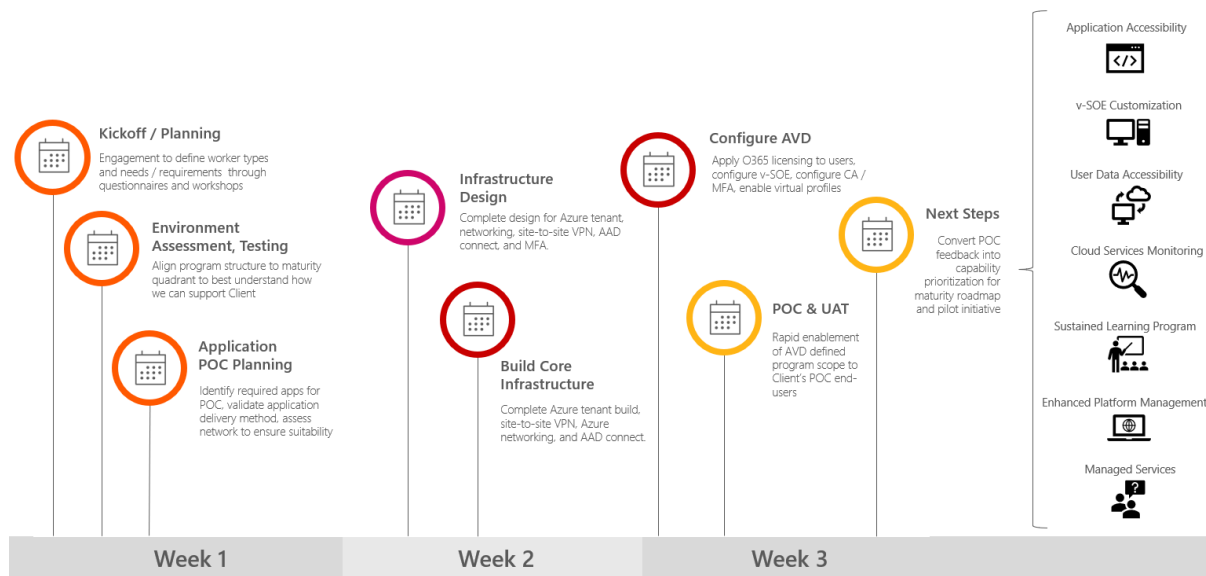 Kickoff / Planning
Engagement to define worker types
and needs / requirements through
questionnaires and workshops
Environment
Assessment, Testing
Align program structure to maturity
quadrant to best understand how
we can support Client
Application
POC Planning
Identify required apps for
POC, validate application
delivery method, assess
network to ensure suitability
Infrastructure
Design
Complete design for Azure tenant,
networking, site-to-site VPN, AAD
connect, and MFA.
Build Core
Infrastructure
Complete Azure tenant build,
site-to-site VPN, Azure
networking, and AAD connect.
Configure AVD
Apply O365 licensing to users,
configure v-SOE, configure CA /
MFA, enable virtual profiles
POC & UAT
Rapid enablement
of AVD defined
program scope to
Client's POC end-
users
Next Steps
Convert POC
feedback into
capability
prioritization for
maturity roadmap
and pilot initiative
Application Accessibility
</>
v-SOE Customization
User Data Accessibility
Cloud Services Monitoring
Sustained Learning Program
Enhanced Platform Management
Managed Services
?
Week 1
Week 2
Week 3